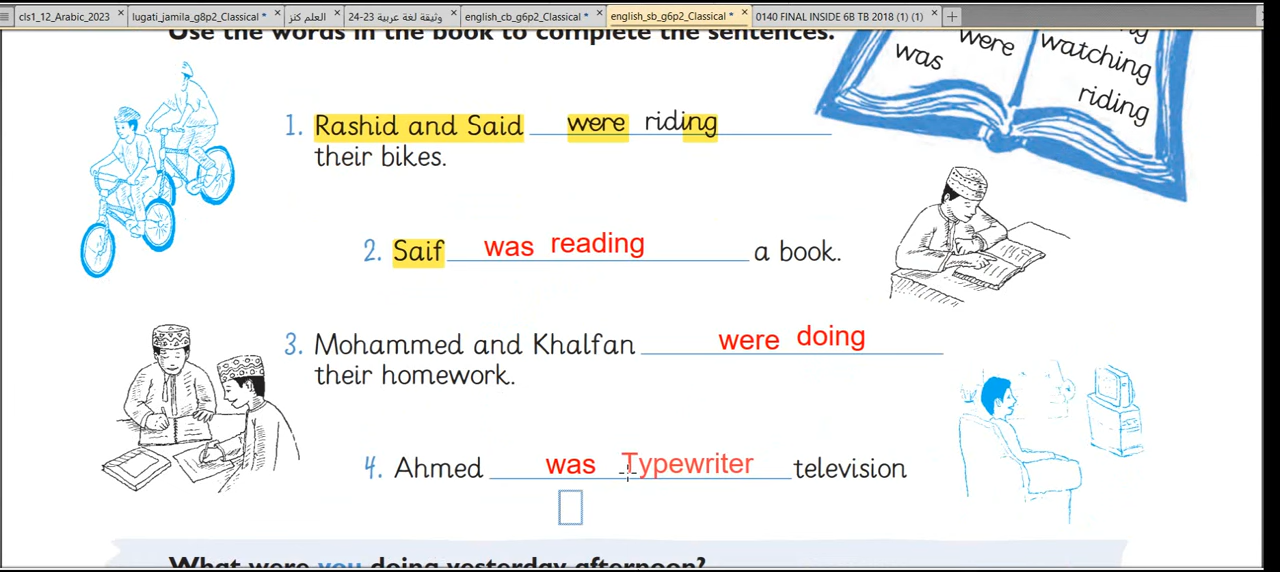 cls1_12_Arabic_2023 lugati_jamila_g8p2_Classical * العلم كنز وثيقة لغة عربية 23-24 english_cb_g6p2_Classical * english_sb_g6p2_Classical * 0140 FINAL INSIDE 6B TB 2018 (1) (1)
Use the words in the book to complete the sentences.
was were watching
riding
1. Rashid and Said were riding
their bikes.
2. Saif was reading a book.
3. Mohammed and Khalfan were doing
their homework.
4. Ahmed was Typewriter television
What were you doing yesterday afternoon?